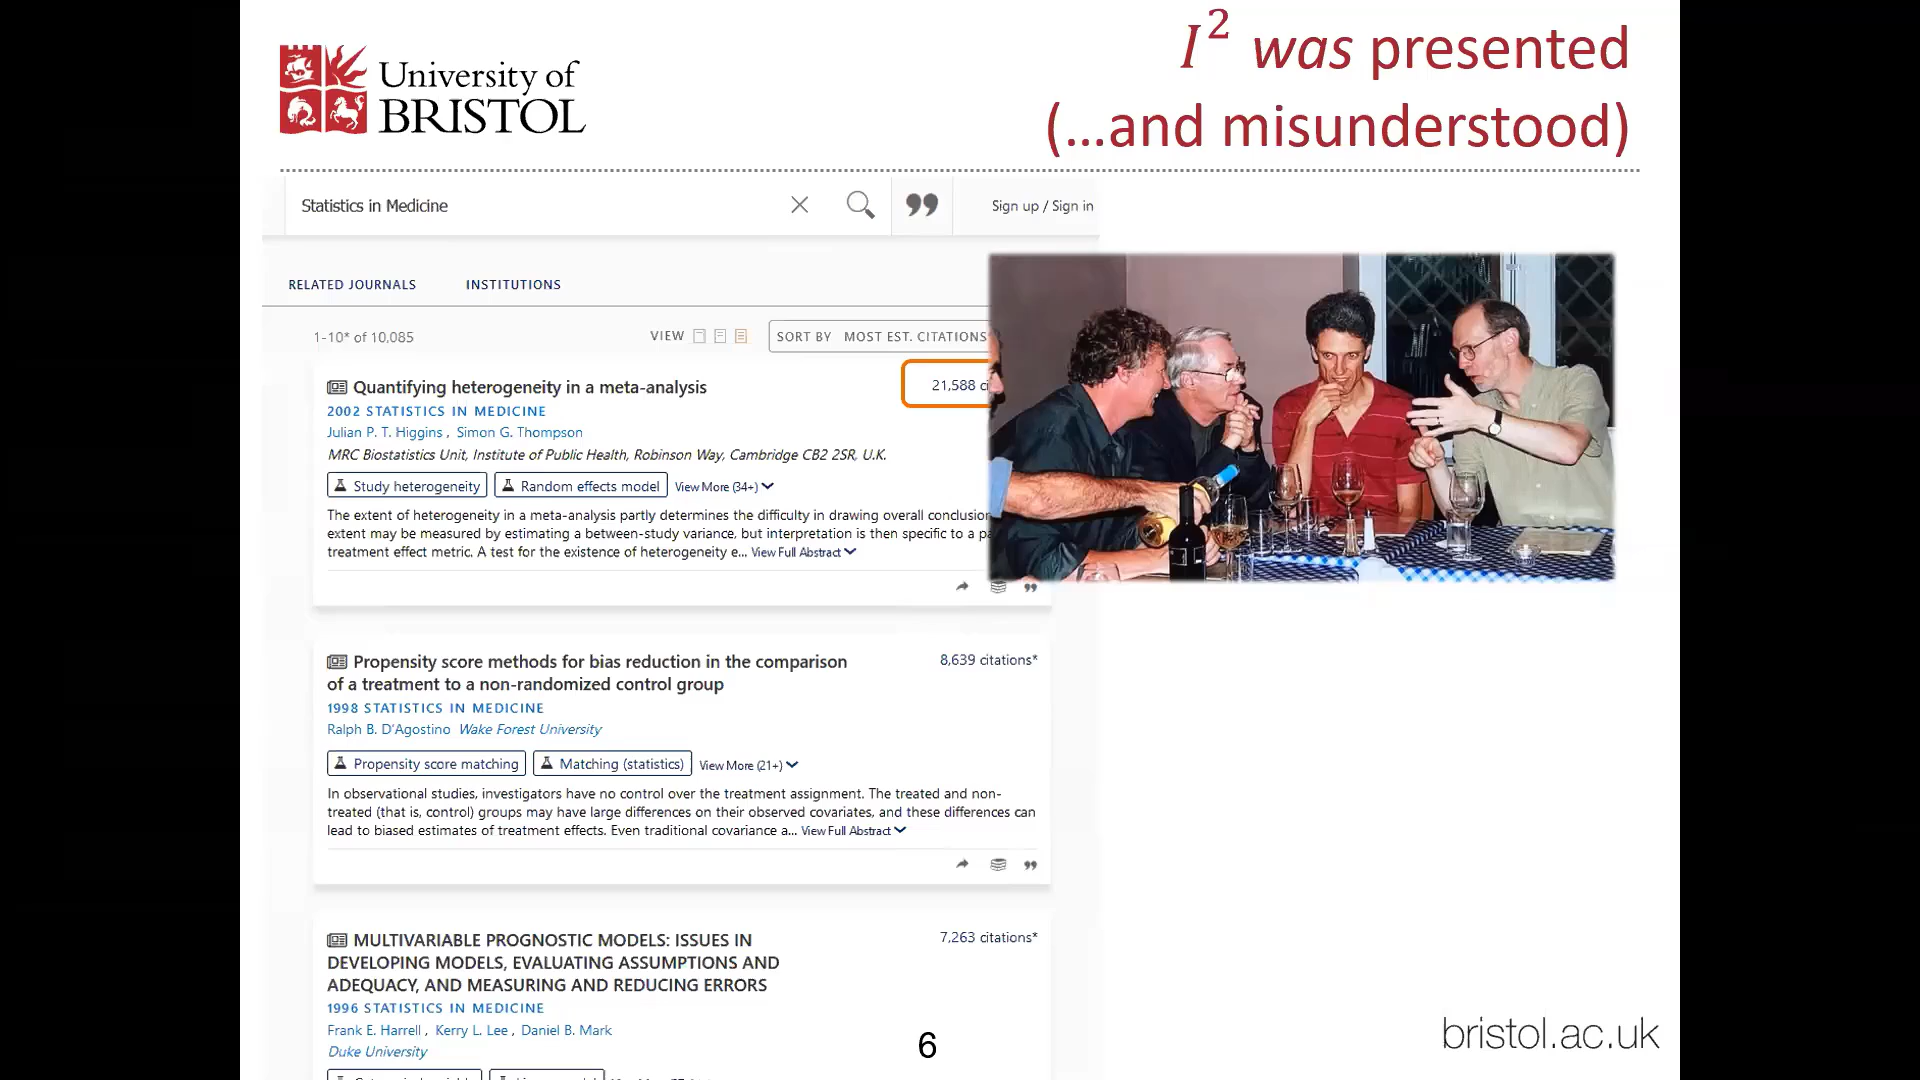 University of
BRISTOL
I² was presented
(...and misunderstood)
Statistics in Medicine
Sign up / Sign in
RELATED JOURNALS INSTITUTIONS
1-10* of 10,085
VIEW
SORT BY MOST EST. CITATIONS
Quantifying heterogeneity in a meta-analysis
21,588 ci
2002 STATISTICS IN MEDICINE
Julian P. T. Higgins , Simon G. Thompson
MRC Biostatistics Unit, Institute of Public Health, Robinson Way, Cambridge CB2 2SR, U.K.
Study heterogeneity Random effects model View More (34+)
The extent of heterogeneity in a meta-analysis partly determines the difficulty in drawing overall conclusion
extent may be measured by estimating a between-study variance, but interpretation is then specific to a pa
treatment effect metric. A test for the existence of heterogeneity e... View Full Abstract
Propensity score methods for bias reduction in the comparison
of a treatment to a non-randomized control group
8,639 citations*
1998 STATISTICS IN MEDICINE
Ralph B. D'Agostino Wake Forest University
Propensity score matching Matching (statistics) View More (21+)
In observational studies, investigators have no control over the treatment assignment. The treated and non-
treated (that is, control) groups may have large differences on their observed covariates, and these differences can
lead to biased estimates of treatment effects. Even traditional covariance a... View Full Abstract
MULTIVARIABLE PROGNOSTIC MODELS: ISSUES IN
DEVELOPING MODELS, EVALUATING ASSUMPTIONS AND
ADEQUACY, AND MEASURING AND REDUCING ERRORS
7,263 citations*
1996 STATISTICS IN MEDICINE
Frank E. Harrell , Kerry L. Lee , Daniel B. Mark
Duke University
6
bristol.ac.uk